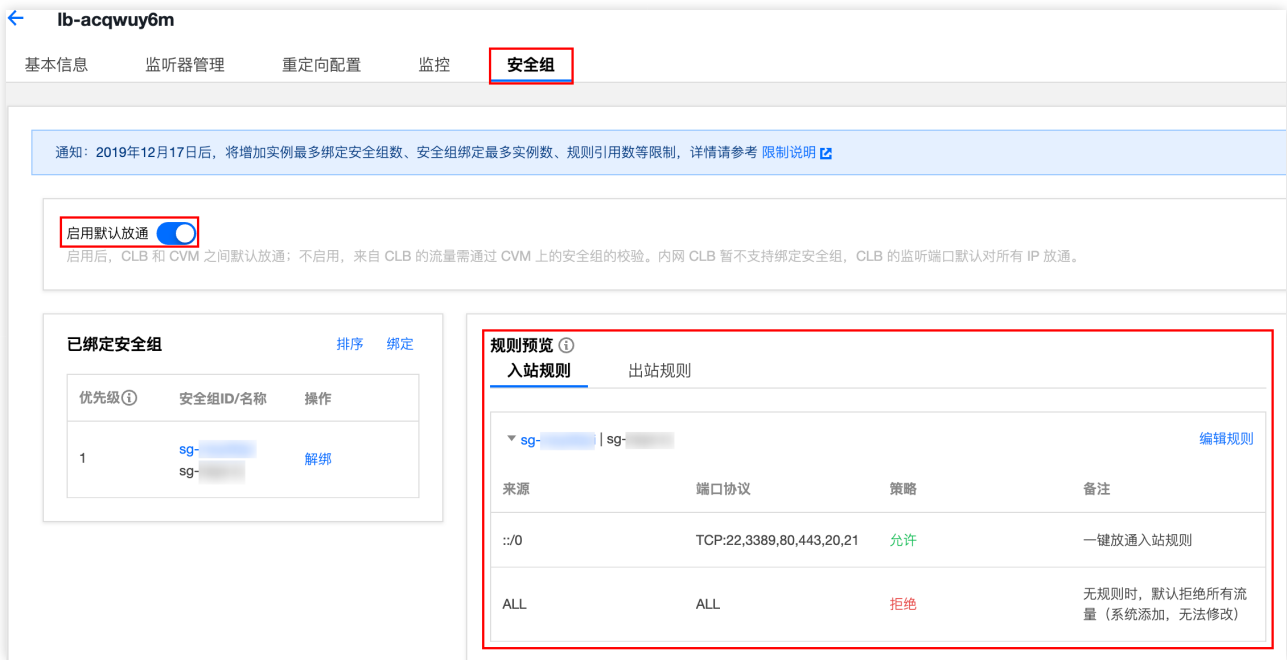 lb-acqwuy6m
基本信息 监听器管理 重定向配置 监控 安全组
通知：2019年12月17日后，将增加实例最多绑定安全组数、安全组绑定最多实例数、规则引用数等限制，详情请参考 限制说明
启用默认放通
启用后，CLB 和 CVM 之间默认放通；不启用，来自 CLB 的流量需通过 CVM 上的安全组的校验。内网 CLB 暂不支持绑定安全组，CLB 的监听端口默认对所有 IP 放通。
已绑定安全组 排序 绑定
优先级 安全组ID/名称 操作
1 sg- 解绑
sg-
规则预览
入站规则 出站规则
sg- | sg- 编辑规则
来源 端口协议 策略 备注
::/0 TCP:22,3389,80,443,20,21 允许 一键放通入站规则
ALL ALL 拒绝 无规则时，默认拒绝所有流
量（系统添加，无法修改）